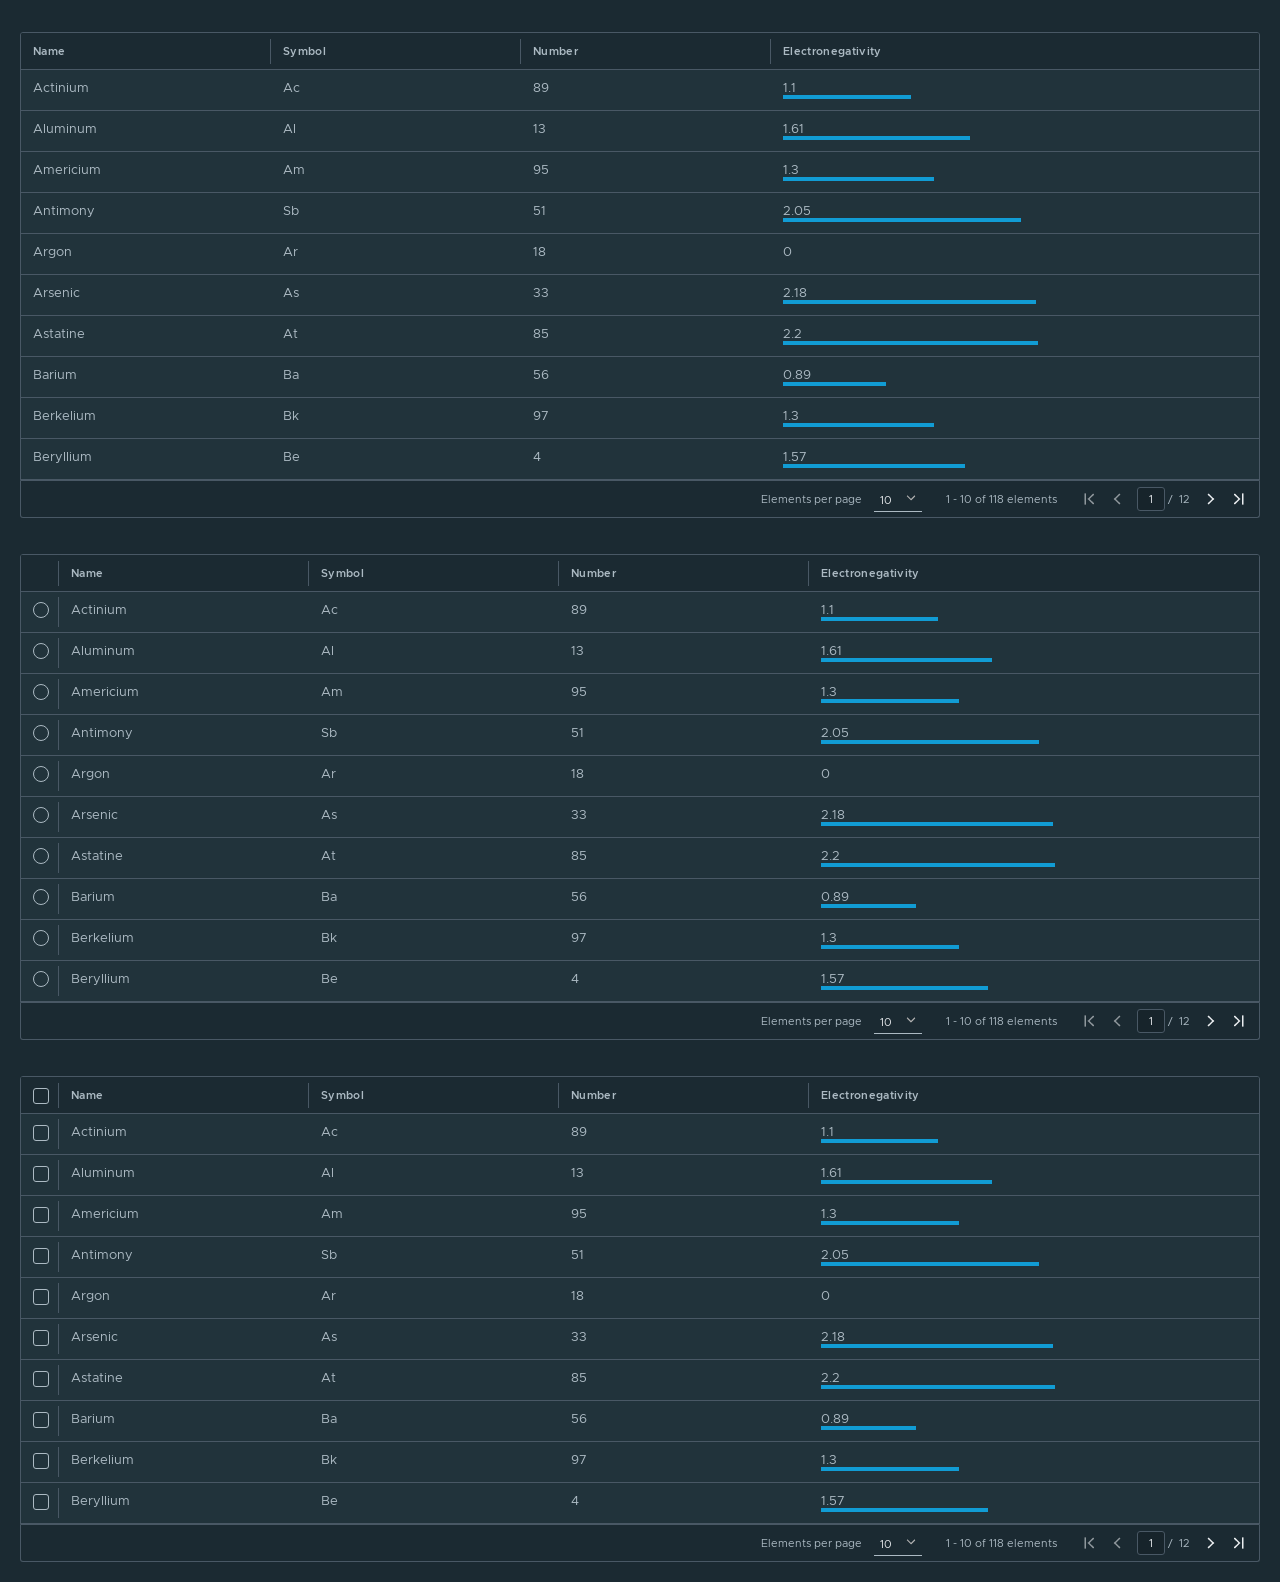 Name Symbol Number Electronegativity
Actinium Ac 89 1.1
Aluminum Al 13 1.61
Americium Am 95 1.3
Antimony Sb 51 2.05
Argon Ar 18 0
Arsenic As 33 2.18
Astatine At 85 2.2
Barium Ba 56 0.89
Berkelium Bk 97 1.3
Beryllium Be 4 1.57
Elements per page 10 1 - 10 of 118 elements 1 / 12
Name Symbol Number Electronegativity
Actinium Ac 89 1.1
Aluminum Al 13 1.61
Americium Am 95 1.3
Antimony Sb 51 2.05
Argon Ar 18 0
Arsenic As 33 2.18
Astatine At 85 2.2
Barium Ba 56 0.89
Berkelium Bk 97 1.3
Beryllium Be 4 1.57
Elements per page 10 1 - 10 of 118 elements 1 / 12
Name Symbol Number Electronegativity
Actinium Ac 89 1.1
Aluminum Al 13 1.61
Americium Am 95 1.3
Antimony Sb 51 2.05
Argon Ar 18 0
Arsenic As 33 2.18
Astatine At 85 2.2
Barium Ba 56 0.89
Berkelium Bk 97 1.3
Beryllium Be 4 1.57
Elements per page 10 1 - 10 of 118 elements 1 / 12